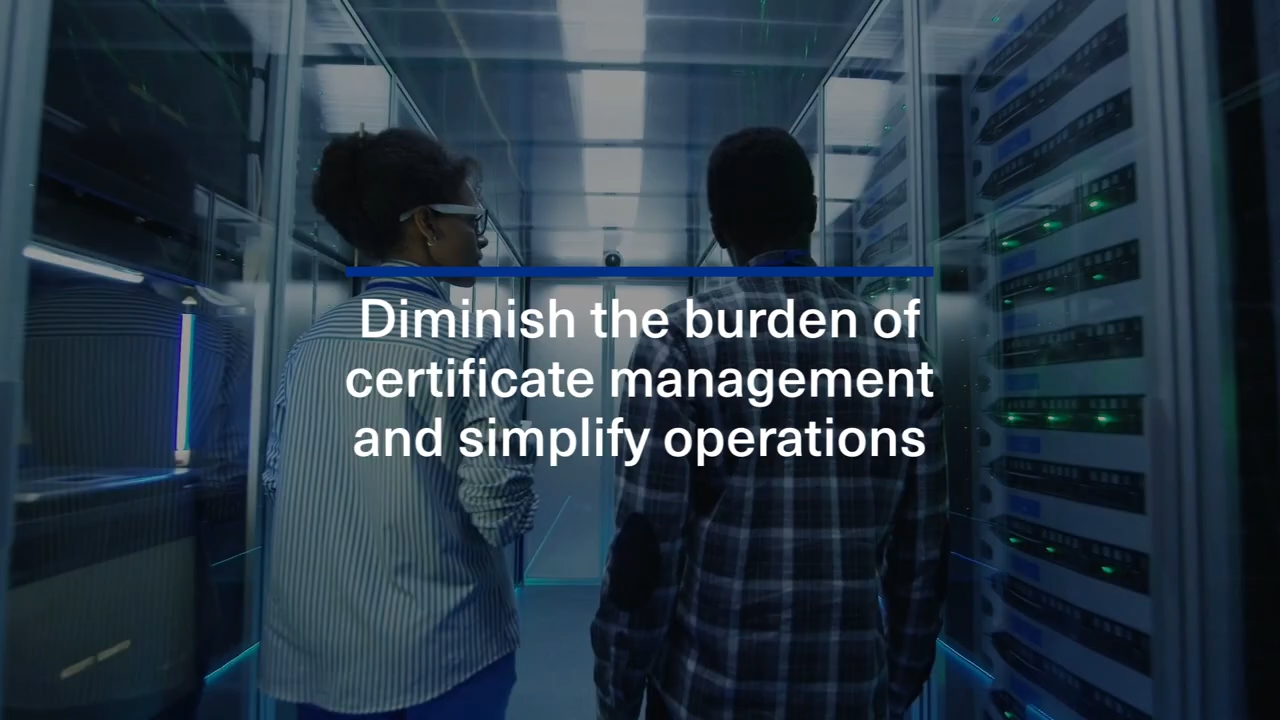 Diminish the burden of
certificate management
and simplify operations